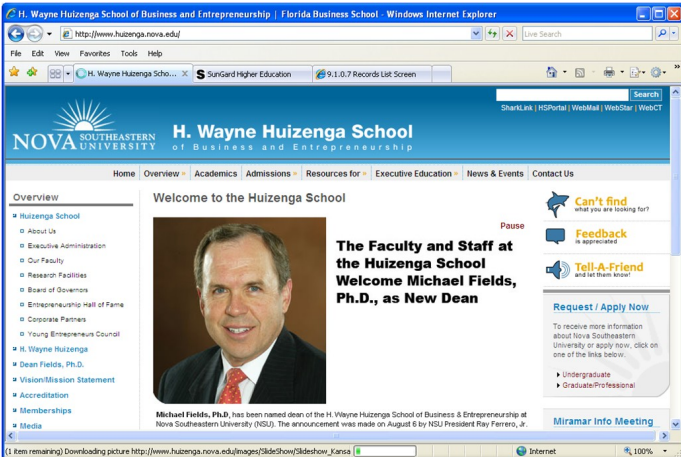 H. Wayne Huizenga School of Business and Entrepreneurship | Florida Business School - Windows Internet Explorer
http://www.huizenga.nova.edu/
Live Search
File Edit View Favorites Tools Help
H. Wayne Huizenga Scho...
SunGard Higher Education
9.1.0.7 Records List Screen
Search
SharkLink | HSPortal | WebMail | WebStar | WebCT
NOVA SOUTHEASTERN UNIVERSITY
H. Wayne Huizenga School
of Business and Entrepreneurship
Home Overview » Academics Admissions » Resources for » Executive Education » News & Events Contact Us
Overview
Huizenga School
About Us
Executive Administration
Our Faculty
Research Facilities
Board of Governors
Entrepreneurship Hall of Fame
Corporate Partners
Young Entrepreneurs Council
H. Wayne Huizenga
Dean Fields, Ph.D.
Vision/Mission Statement
Accreditation
Memberships
Media
Welcome to the Huizenga School
Pause
The Faculty and Staff at
the Huizenga School
Welcome Michael Fields,
Ph.D., as New Dean
Michael Fields, Ph.D, has been named dean of the H. Wayne Huizenga School of Business & Entrepreneurship at
Nova Southeastern University (NSU). The announcement was made on August 6 by NSU President Ray Ferrero, Jr.
Can't find
what you are looking for?
Feedback
is appreciated
Tell-A-Friend
and let them know!
Request / Apply Now
To receive more information
about Nova Southeastern
University or apply now, click on
one of the links below.
Undergraduate
Graduate/Professional
Miramar Info Meeting
(1 item remaining) Downloading picture http://www.huizenga.nova.edu/images/SlideShow/Slideshow_Kansa
Internet
100%